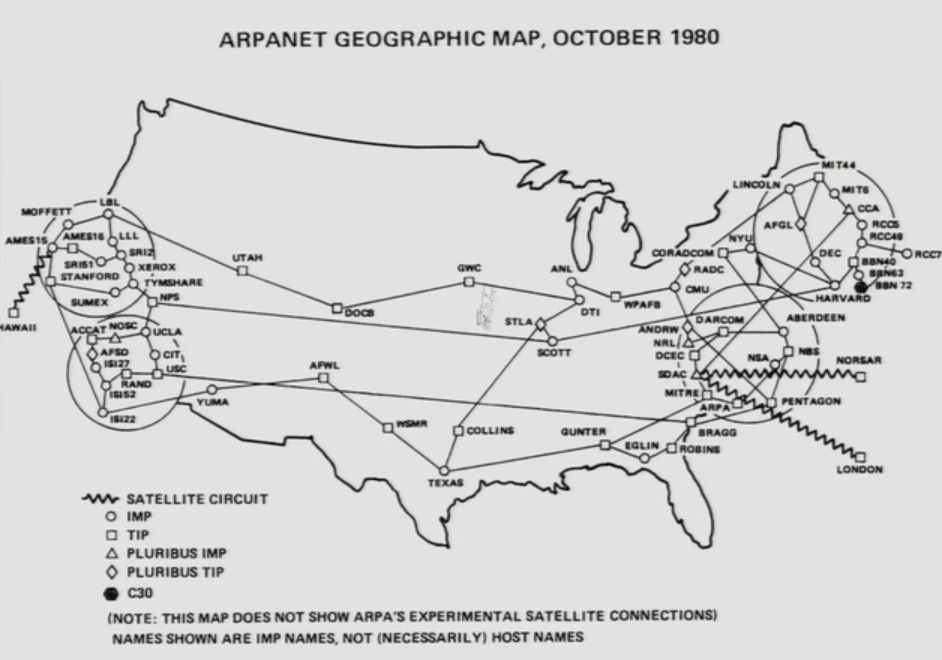 ARPANET GEOGRAPHIC MAP, OCTOBER 1980
MIT44
LINCOLN
MIT6
CCA
RCC5
RCC49
RCC7
AFGL
DEC
BBN40
BBN63
BBN 72
HARVARD
NYU
CORADCOM
RADC
CMU
LBL
MOFFETT
LLL
AMES15
AMES16
SRI2
SRI51
XEROX
STANFORD
TYMSHARE
SUMEX
NPS
HAWAII
UTAH
GWC
DOCB
ANL
DTI
WPAFB
STLA
SCOTT
ANDRW
DARCOM
ABERDEEN
NRL
DCEC
NSA
NBS
NORSAR
SDAC
MITRE
ARPA
PENTAGON
LONDON
ACCAT
NOSC
UCLA
AFSD
CIT
ISI27
RAND
USC
ISI52
ISI22
YUMA
AFWL
WSMR
COLLINS
TEXAS
GUNTER
EGLIN
ROBINS
BRAGG
SATELLITE CIRCUIT
IMP
TIP
PLURIBUS IMP
PLURIBUS TIP
C30
(NOTE: THIS MAP DOES NOT SHOW ARPA'S EXPERIMENTAL SATELLITE CONNECTIONS)
NAMES SHOWN ARE IMP NAMES, NOT (NECESSARILY) HOST NAMES